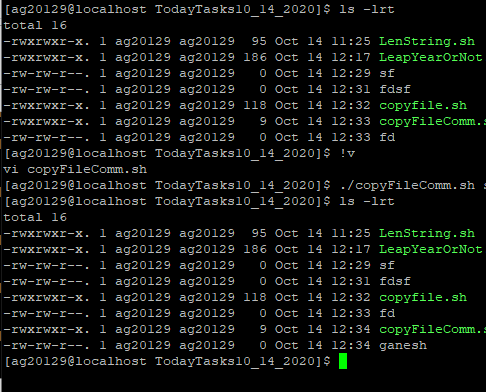 [ag20129@localhost TodayTasks10_14_2020]$ ls -lrt
total 16
-rwxrwxr-x. 1 ag20129 ag20129  95 Oct 14 11:25 LenString.sh
-rwxrwxr-x. 1 ag20129 ag20129 186 Oct 14 12:17 LeapYearOrNot
-rw-rw-r--. 1 ag20129 ag20129   0 Oct 14 12:29 sf
-rw-rw-r--. 1 ag20129 ag20129   0 Oct 14 12:31 fdsf
-rwxrwxr-x. 1 ag20129 ag20129 118 Oct 14 12:32 copyfile.sh
-rwxrwxr-x. 1 ag20129 ag20129   9 Oct 14 12:33 copyFileComm.s
-rw-rw-r--. 1 ag20129 ag20129   0 Oct 14 12:33 fd
[ag20129@localhost TodayTasks10_14_2020]$ !v
vi copyFileComm.sh
[ag20129@localhost TodayTasks10_14_2020]$ ./copyFileComm.sh s
[ag20129@localhost TodayTasks10_14_2020]$ ls -lrt
total 16
-rwxrwxr-x. 1 ag20129 ag20129  95 Oct 14 11:25 LenString.sh
-rwxrwxr-x. 1 ag20129 ag20129 186 Oct 14 12:17 LeapYearOrNot
-rw-rw-r--. 1 ag20129 ag20129   0 Oct 14 12:29 sf
-rw-rw-r--. 1 ag20129 ag20129   0 Oct 14 12:31 fdsf
-rwxrwxr-x. 1 ag20129 ag20129 118 Oct 14 12:32 copyfile.sh
-rw-rw-r--. 1 ag20129 ag20129   0 Oct 14 12:33 fd
-rwxrwxr-x. 1 ag20129 ag20129   9 Oct 14 12:34 copyFileComm.s
-rw-rw-r--. 1 ag20129 ag20129   0 Oct 14 12:34 ganesh
[ag20129@localhost TodayTasks10_14_2020]$